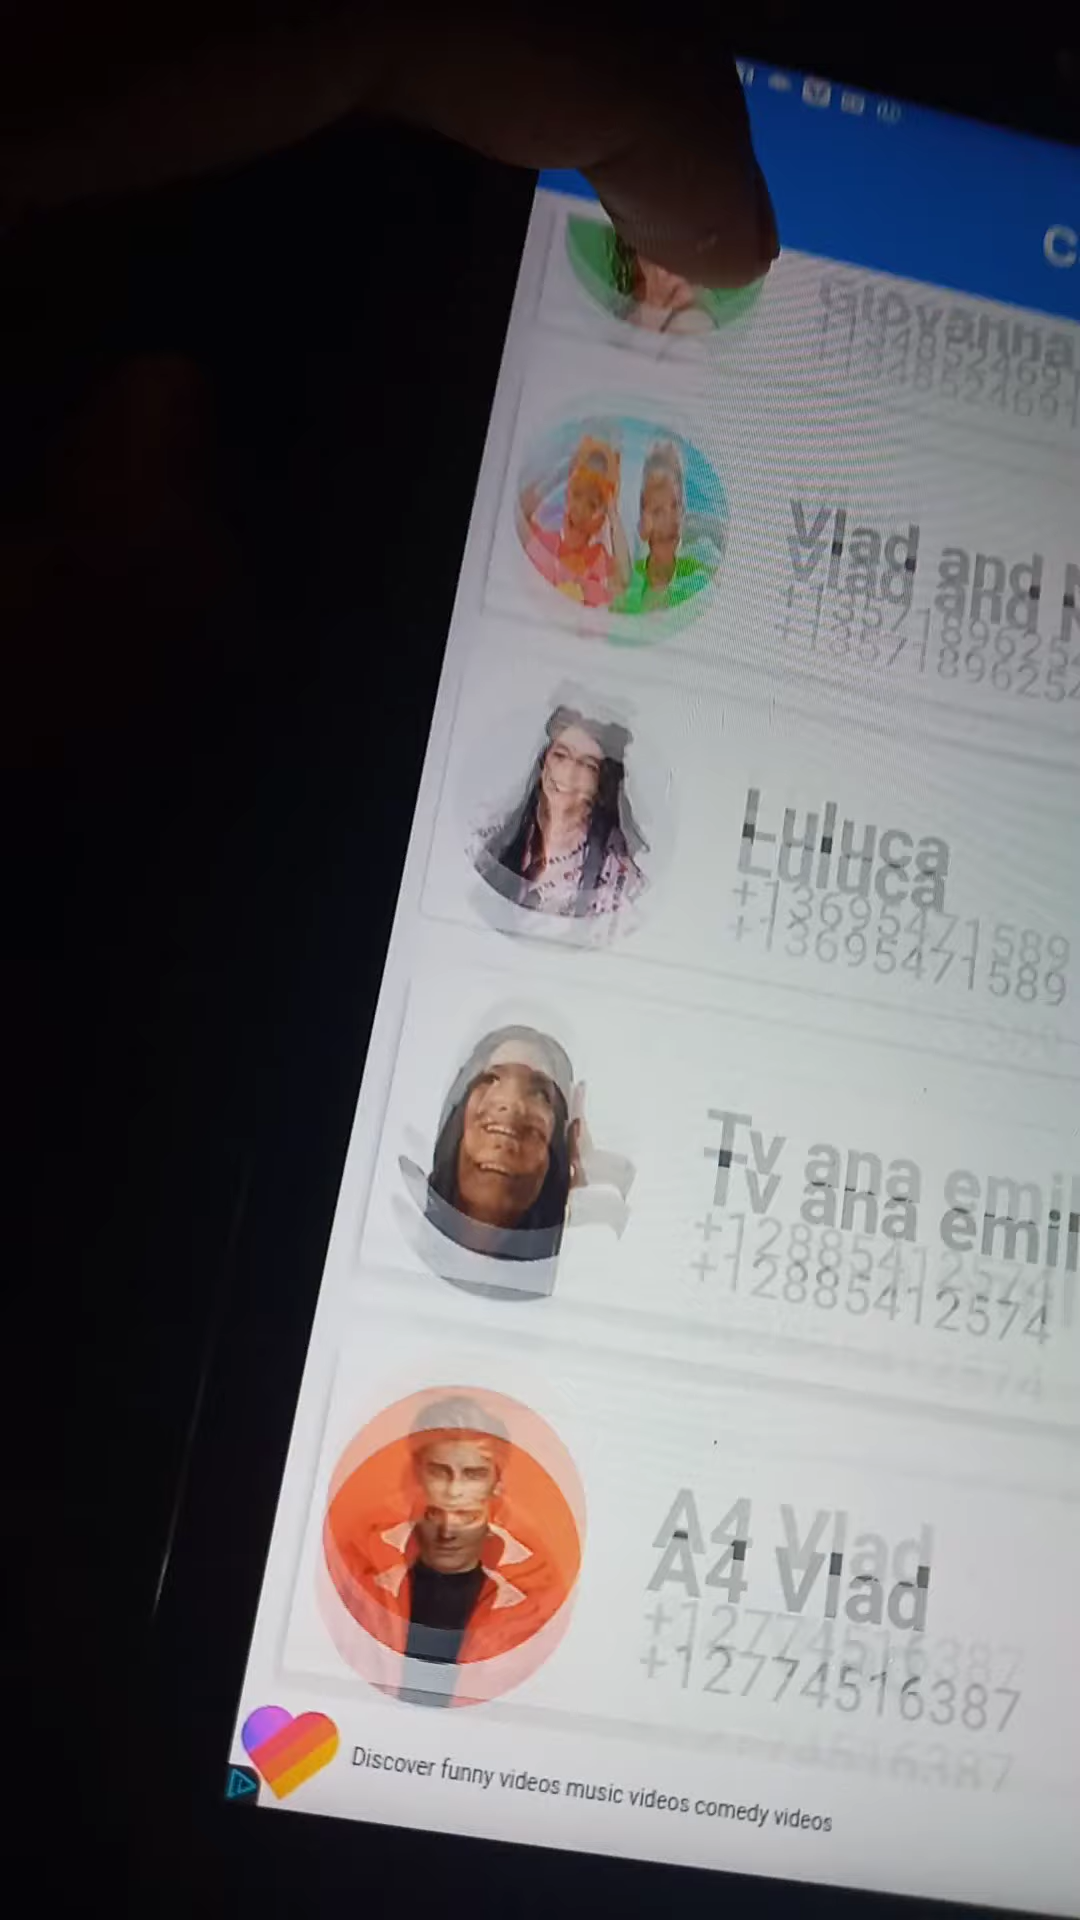 C
Giovanna
Vlad and N
+1357189625
Luluca
+13695471589
Tv ana emil
+12885412574
A4 Vlad
+12774516387
Discover funny videos music videos comedy videos